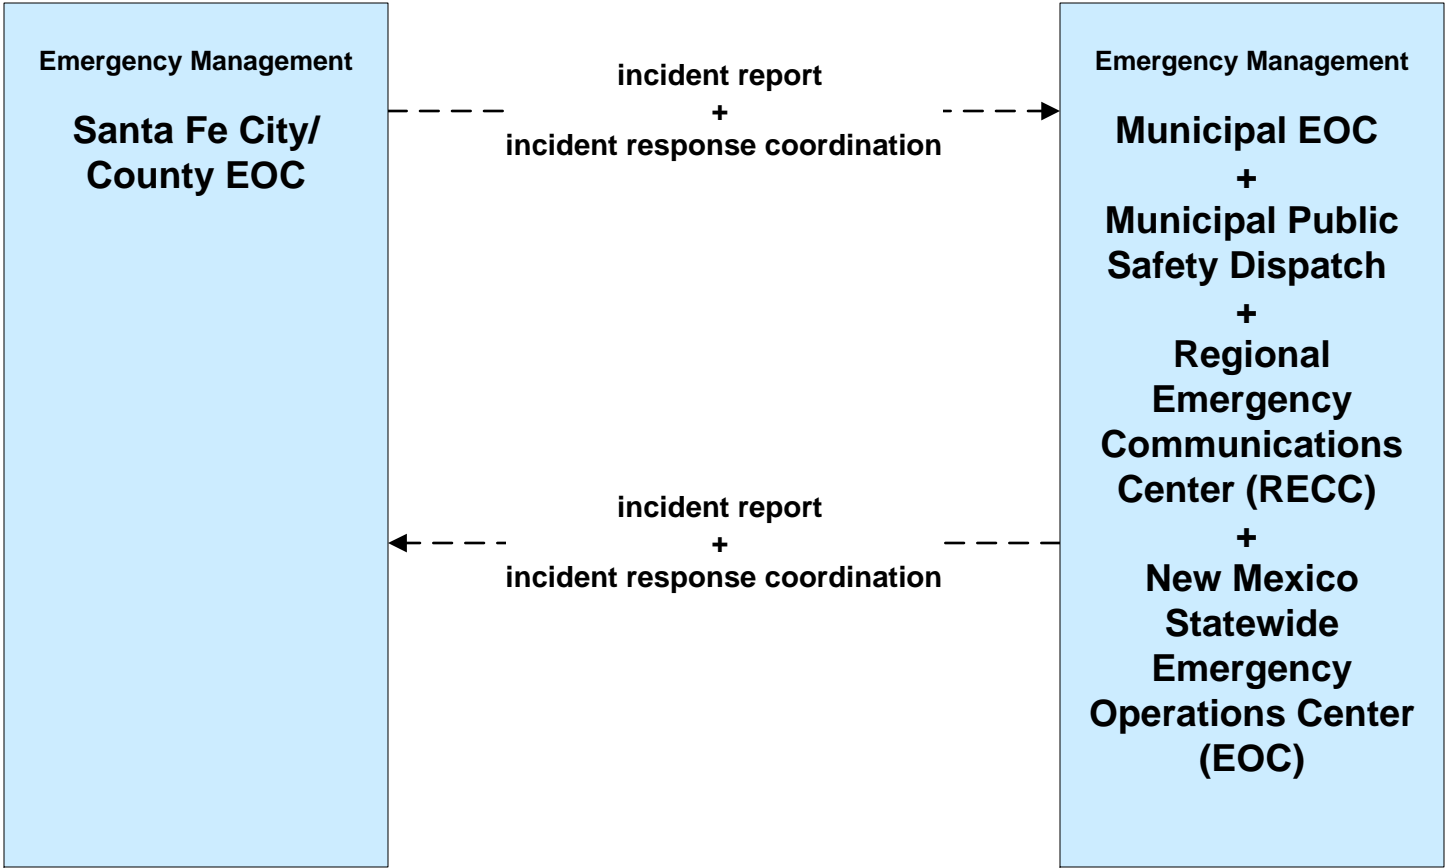 Emergency Management
Santa Fe City/
County EOC
incident report
+
incident response coordination
incident report
+
incident response coordination
Emergency Management
Municipal EOC
+
Municipal Public
Safety Dispatch
+
Regional
Emergency
Communications
Center (RECC)
+
New Mexico
Statewide
Emergency
Operations Center
(EOC)